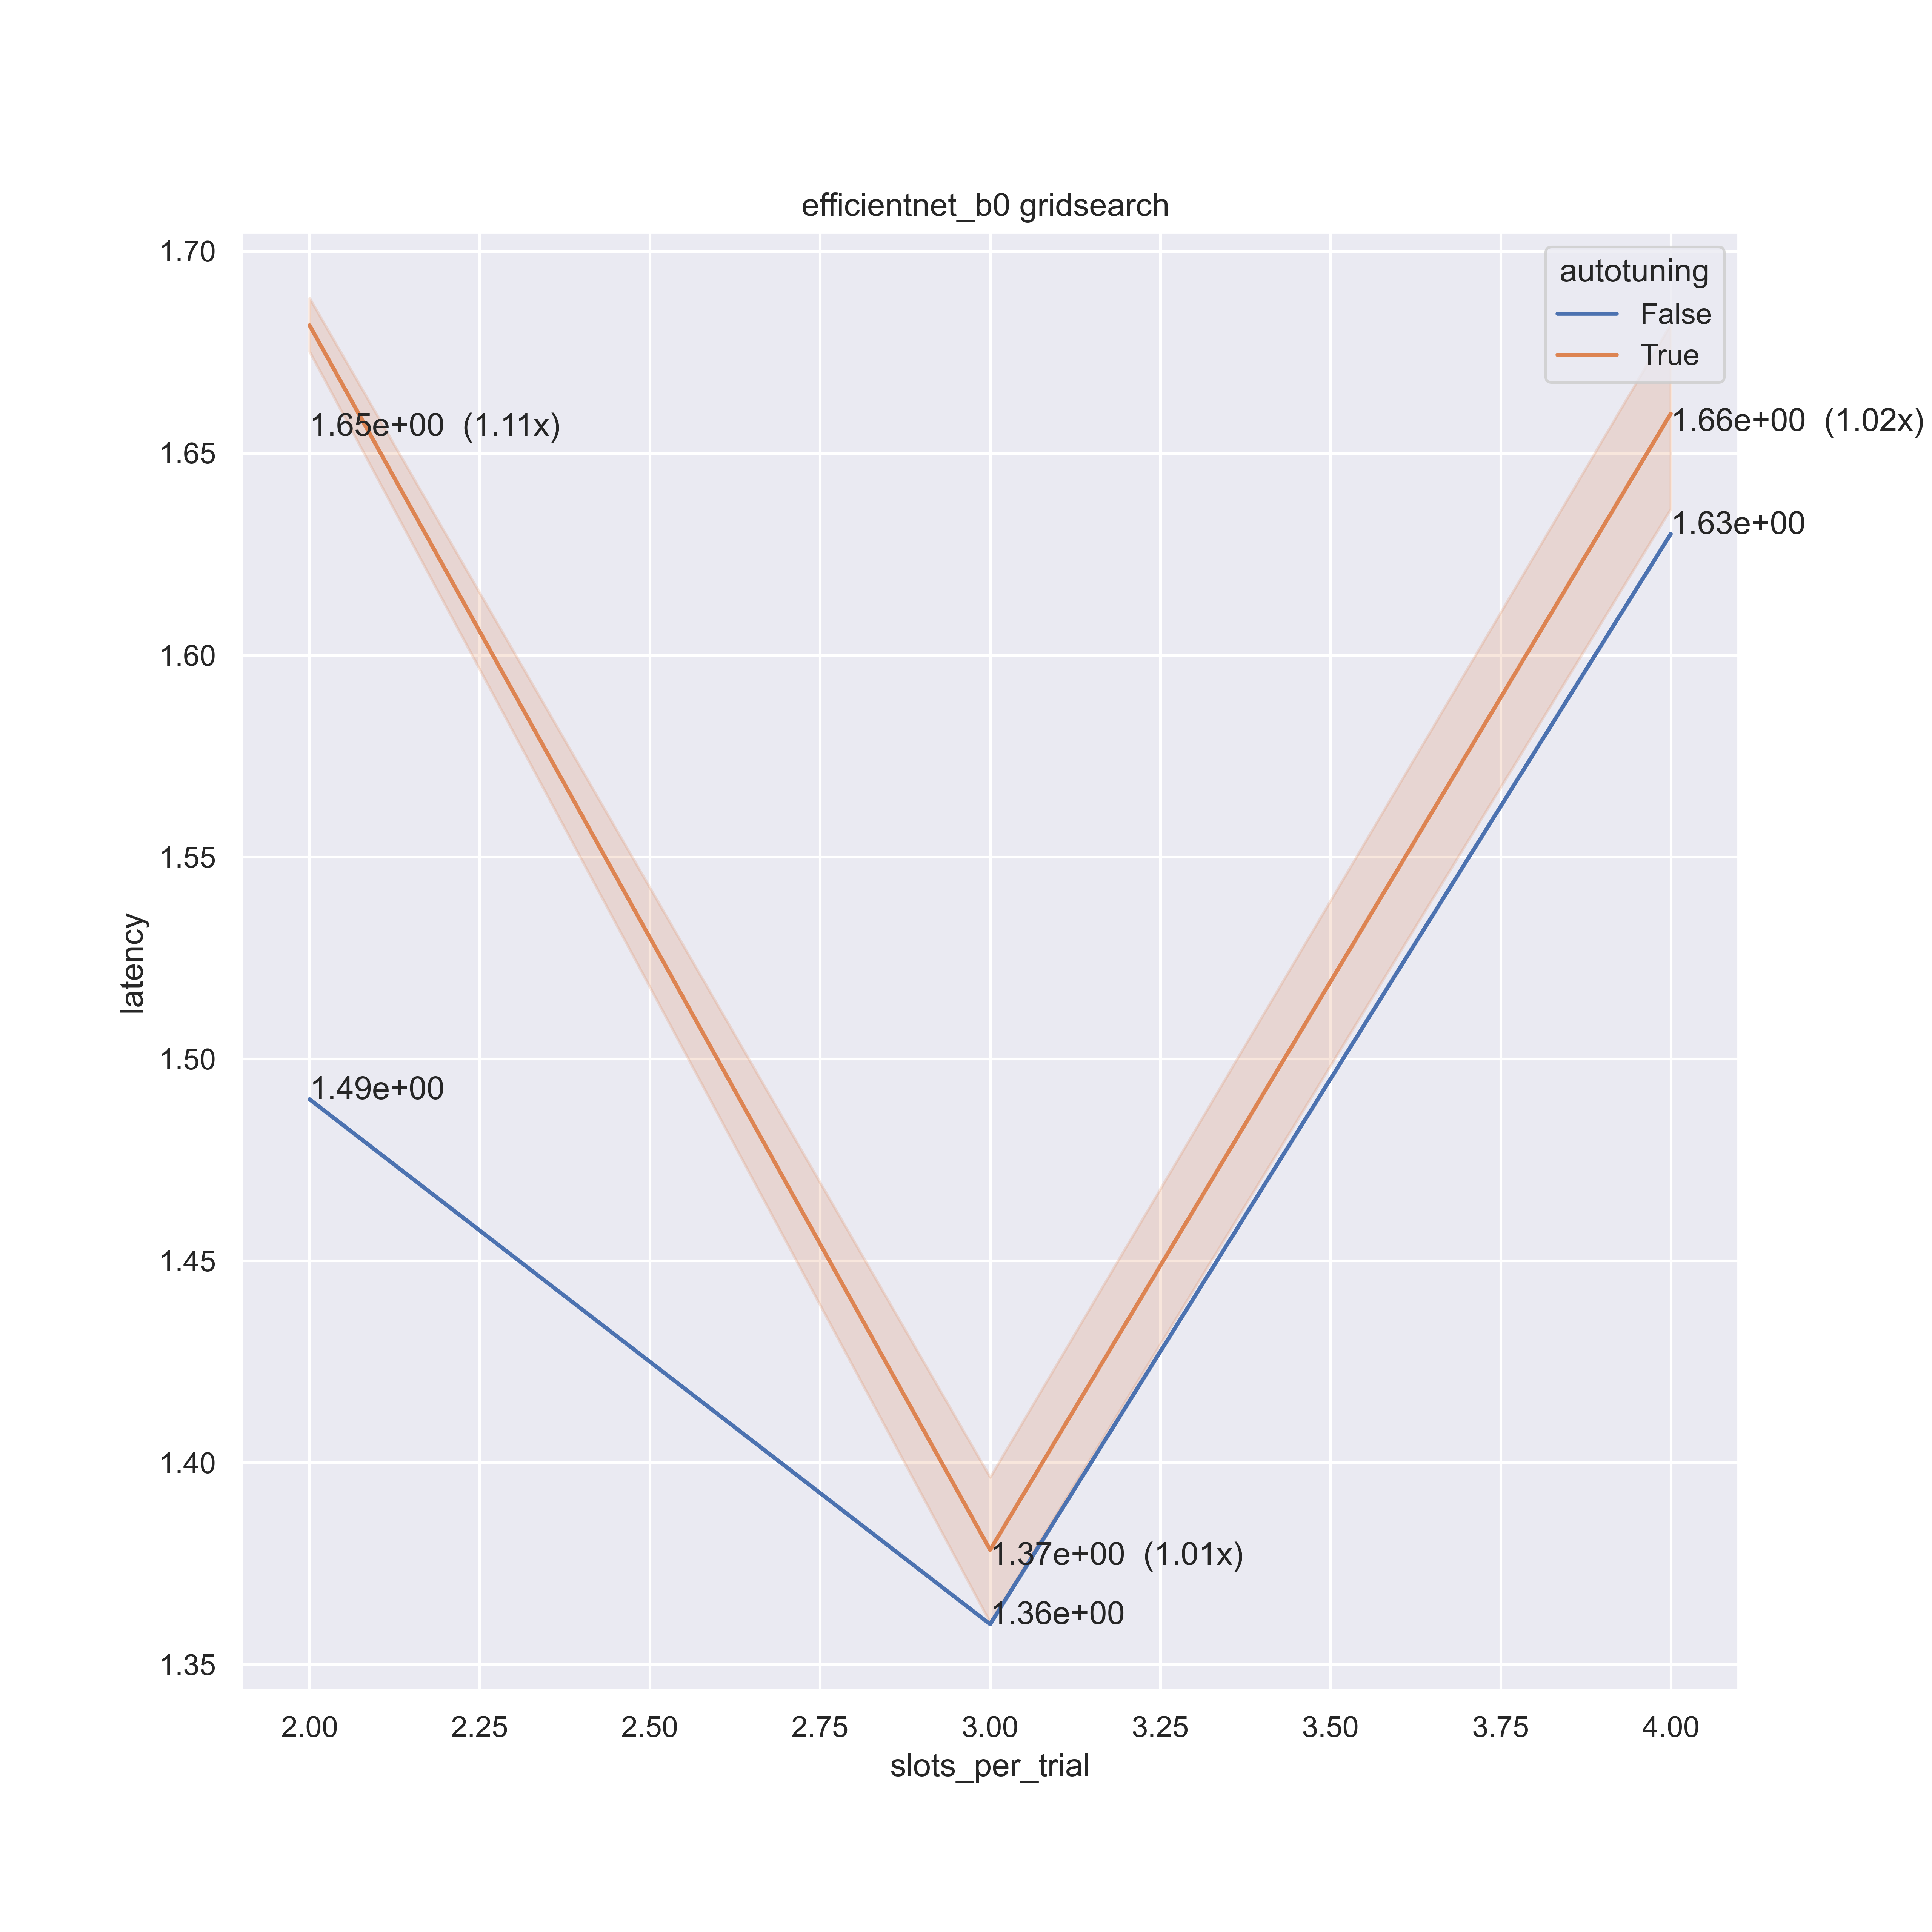 efficientnet_b0 gridsearch
1.70
1.65
1.60
1.55
1.50
1.45
1.40
1.35
latency
autotuning
False
True
1.65e+00  (1.11x)
1.66e+00  (1.02x)
1.63e+00
1.49e+00
1.37e+00  (1.01x)
1.36e+00
2.00 2.25 2.50 2.75 3.00 3.25 3.50 3.75 4.00
slots_per_trial